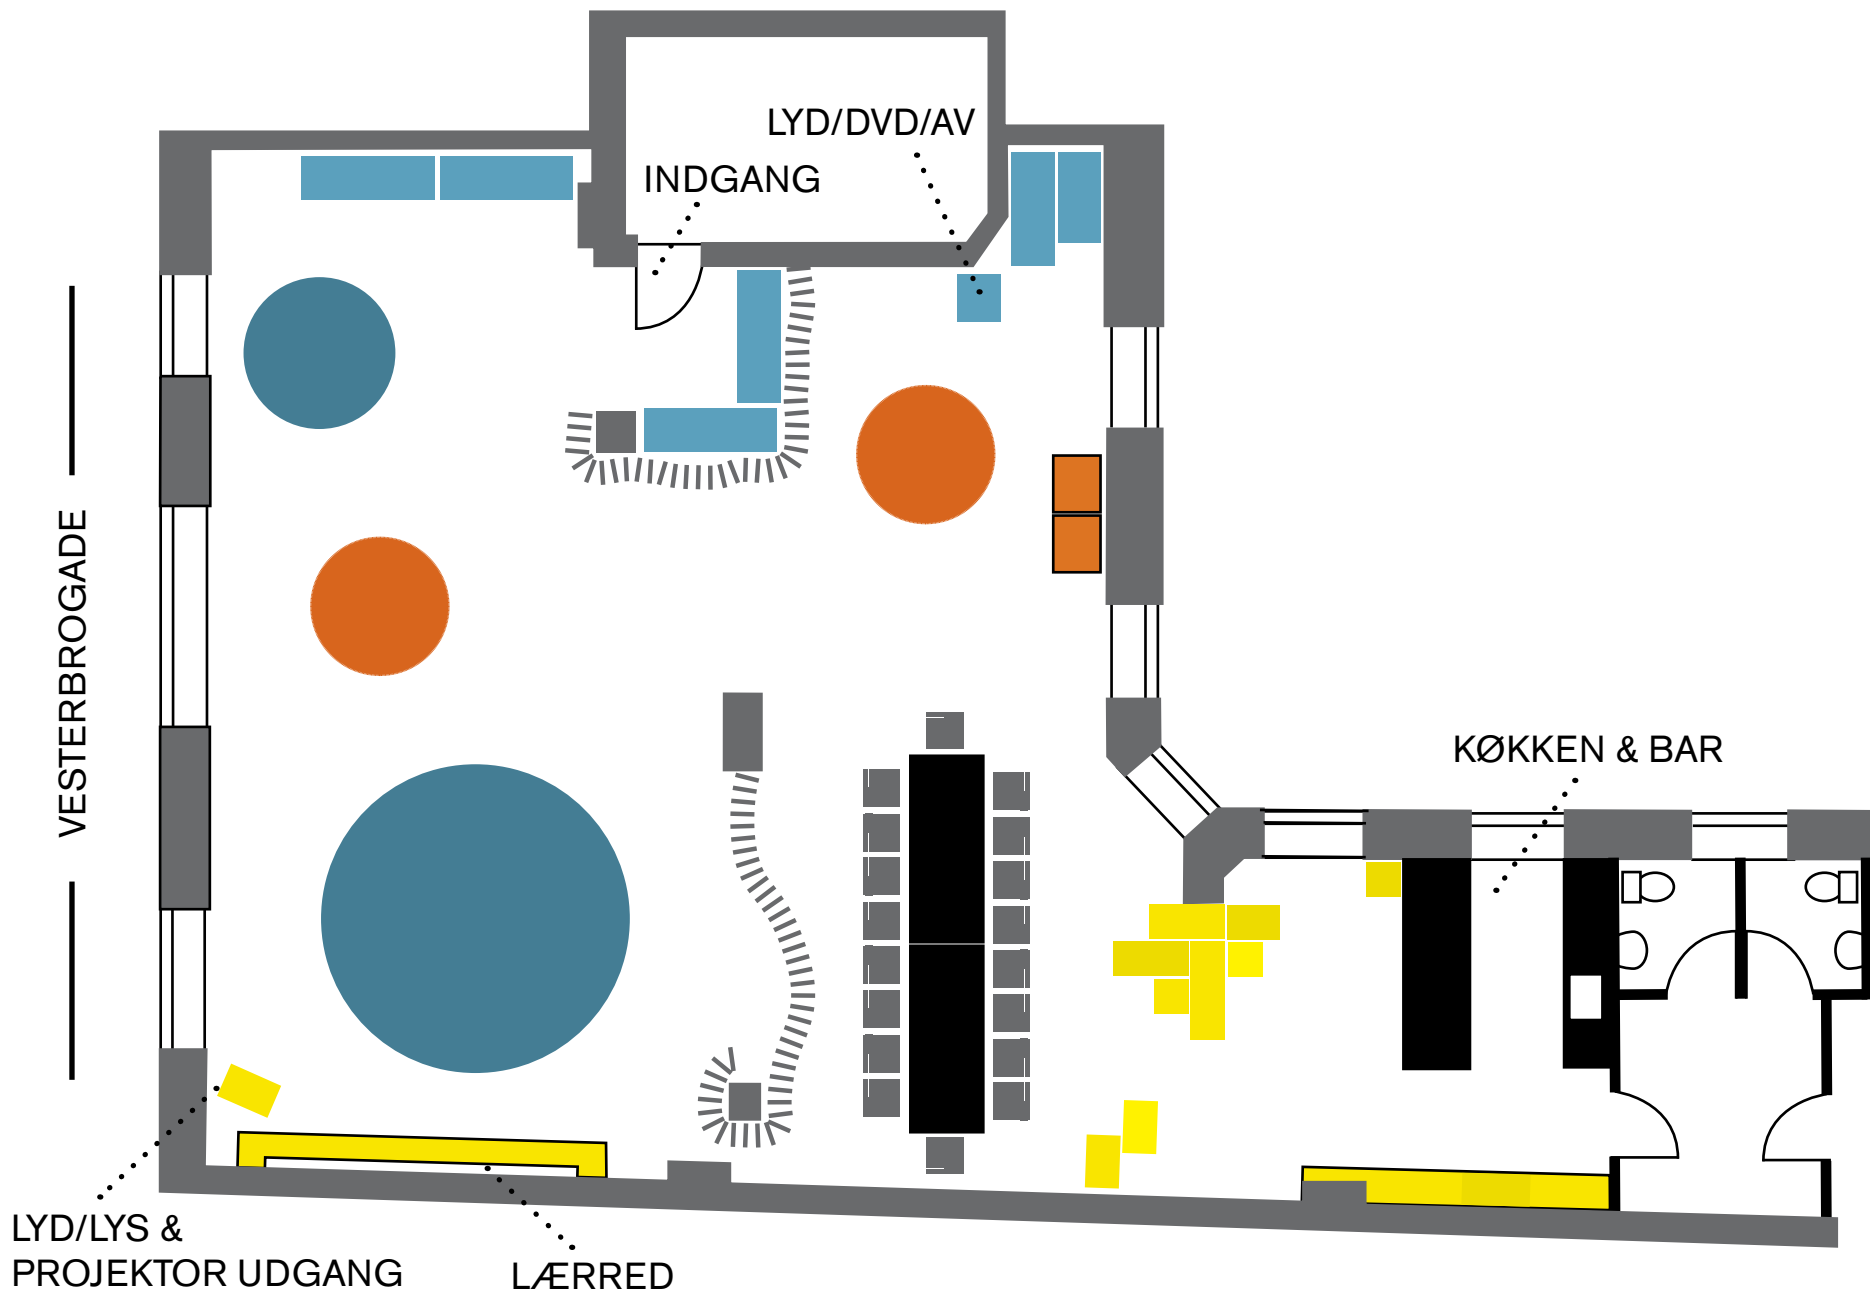 LYD/DVD/AV
INDGANG
VESTERBROGADE
KØKKEN & BAR
LYD/LYS &
PROJEKTOR UDGANG
LÆRRED